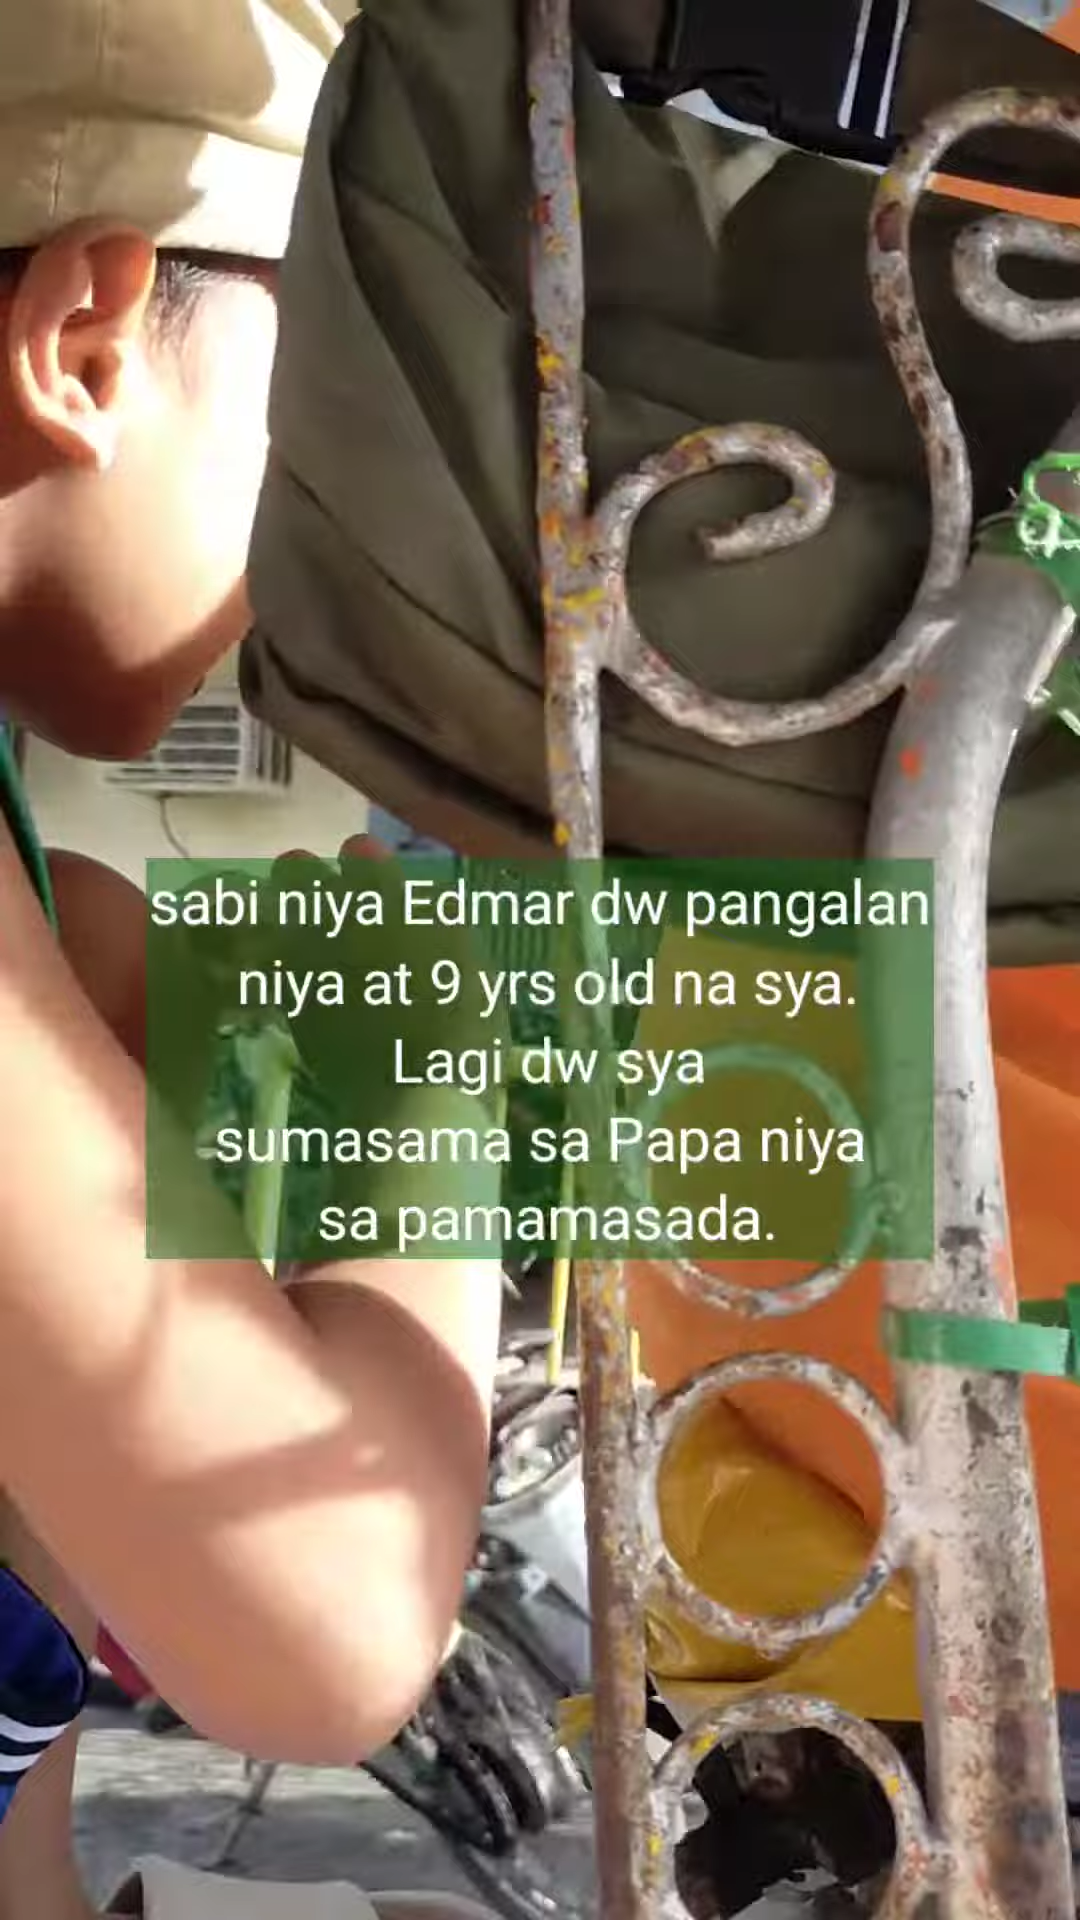 sabi niya Edmar dw pangalan
niya at 9 yrs old na sya.
Lagi dw sya
sumasama sa Papa niya
sa pamamasada.